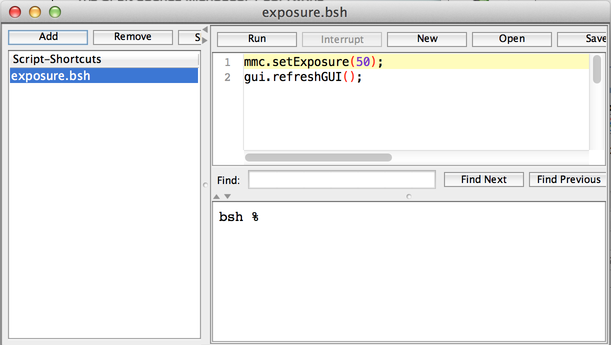 exposure.bsh
Add Remove S
Script-Shortcuts
exposure.bsh
Run Interrupt New Open Save
1 mmc.setExposure(50);
2 gui.refreshGUI();
Find: Find Next Find Previous
bsh %